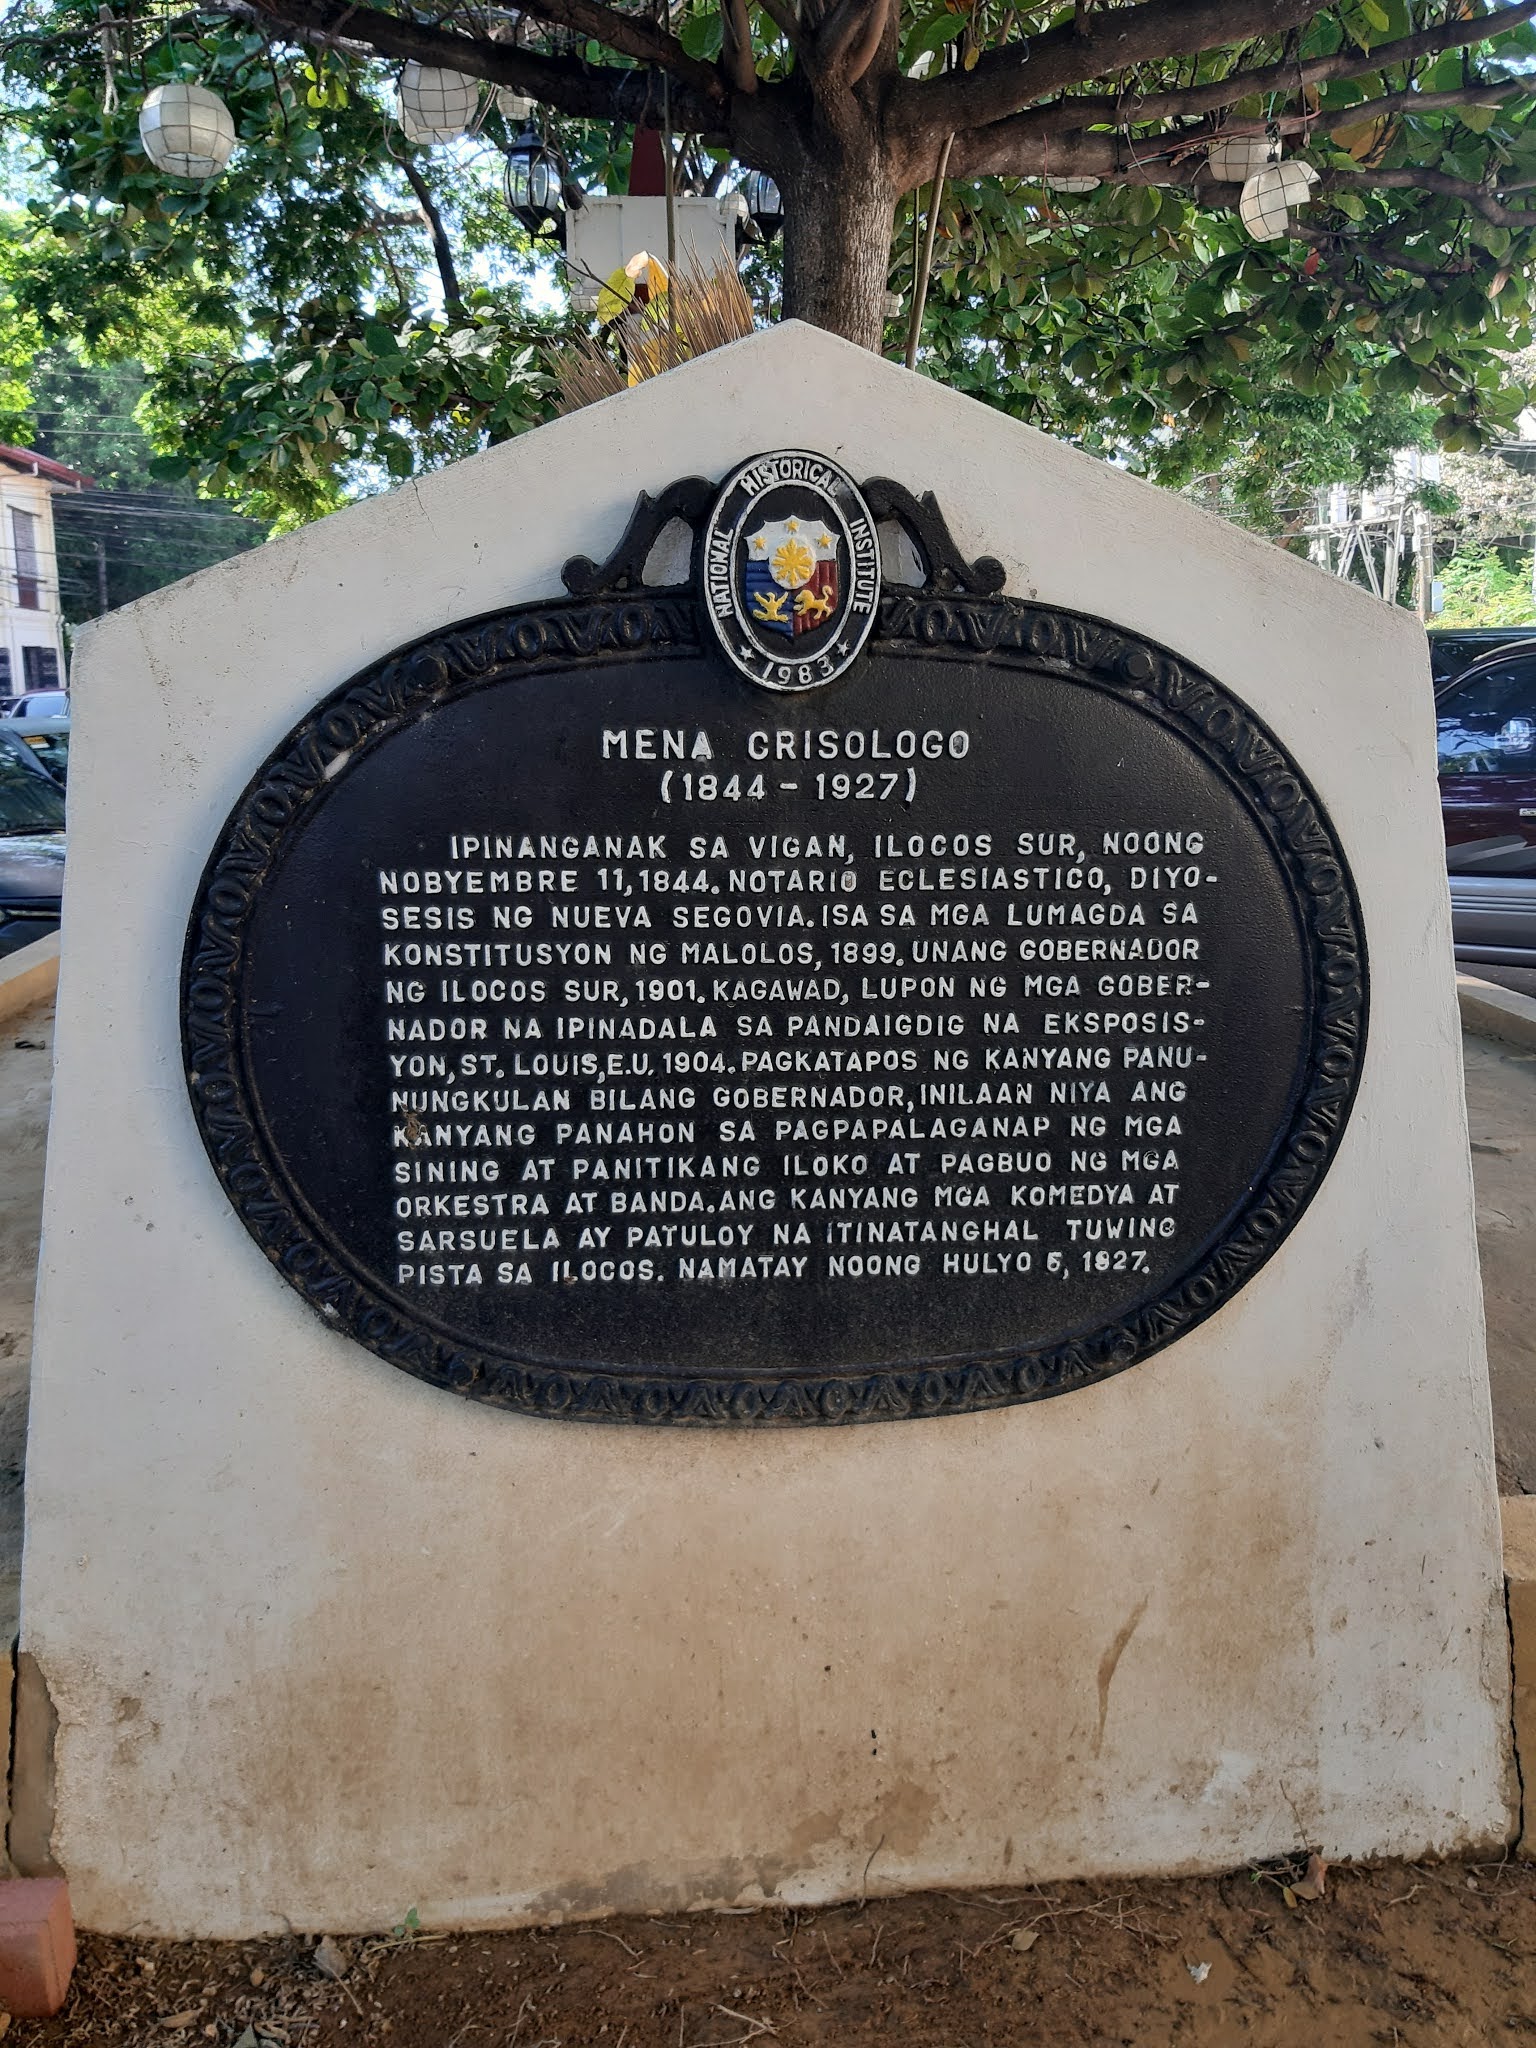 NATIONAL HISTORICAL INSTITUTE
★ 1983 ★
MENA CRISOLOGO
(1844 - 1927)
IPINANGANAK SA VIGAN, ILOCOS SUR, NOONG
NOBYEMBRE 11, 1844. NOTARIO ECLESIASTICO, DIYO-
SESIS NG NUEVA SEGOVIA. ISA SA MGA LUMAGDA SA
KONSTITUSYON NG MALOLOS, 1899. UNANG GOBERNADOR
NG ILOCOS SUR, 1901. KAGAWAD, LUPON NG MGA GOBER-
NADOR NA IPINADALA SA PANDAIGDIG NA EKSPOSIS-
YON, ST. LOUIS, E.U. 1904. PAGKATAPOS NG KANYANG PANU-
NUNGKULAN BILANG GOBERNADOR, INILAAN NIYA ANG
KANYANG PANAHON SA PAGPAPALAGANAP NG MGA
SINING AT PANITIKANG ILOKO AT PAGBUO NG MGA
ORKESTRA AT BANDA. ANG KANYANG MGA KOMEDYA AT
SARSUELA AY PATULOY NA ITINATANGHAL TUWING
PISTA SA ILOCOS. NAMATAY NOONG HULYO 5, 1927.